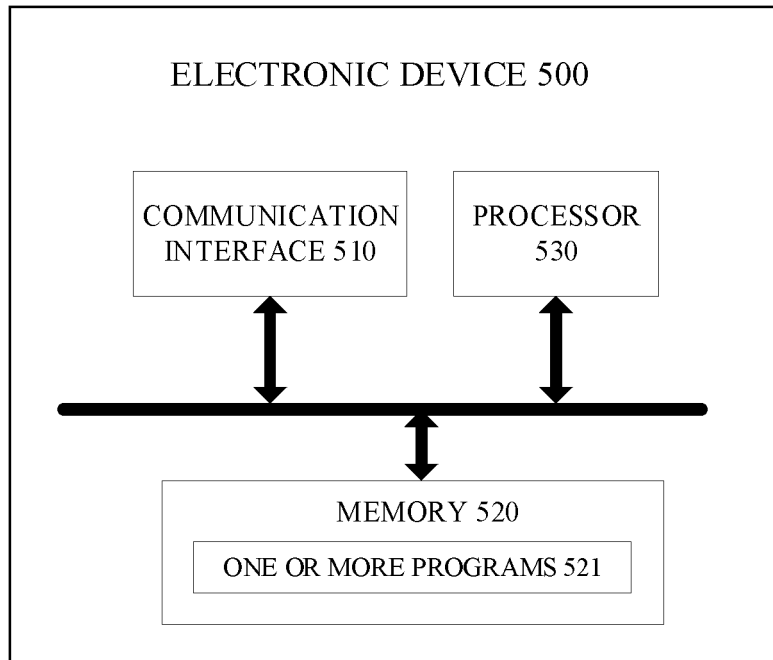 ELECTRONIC DEVICE 500
COMMUNICATION
INTERFACE 510
PROCESSOR
530
MEMORY 520
ONE OR MORE PROGRAMS 521